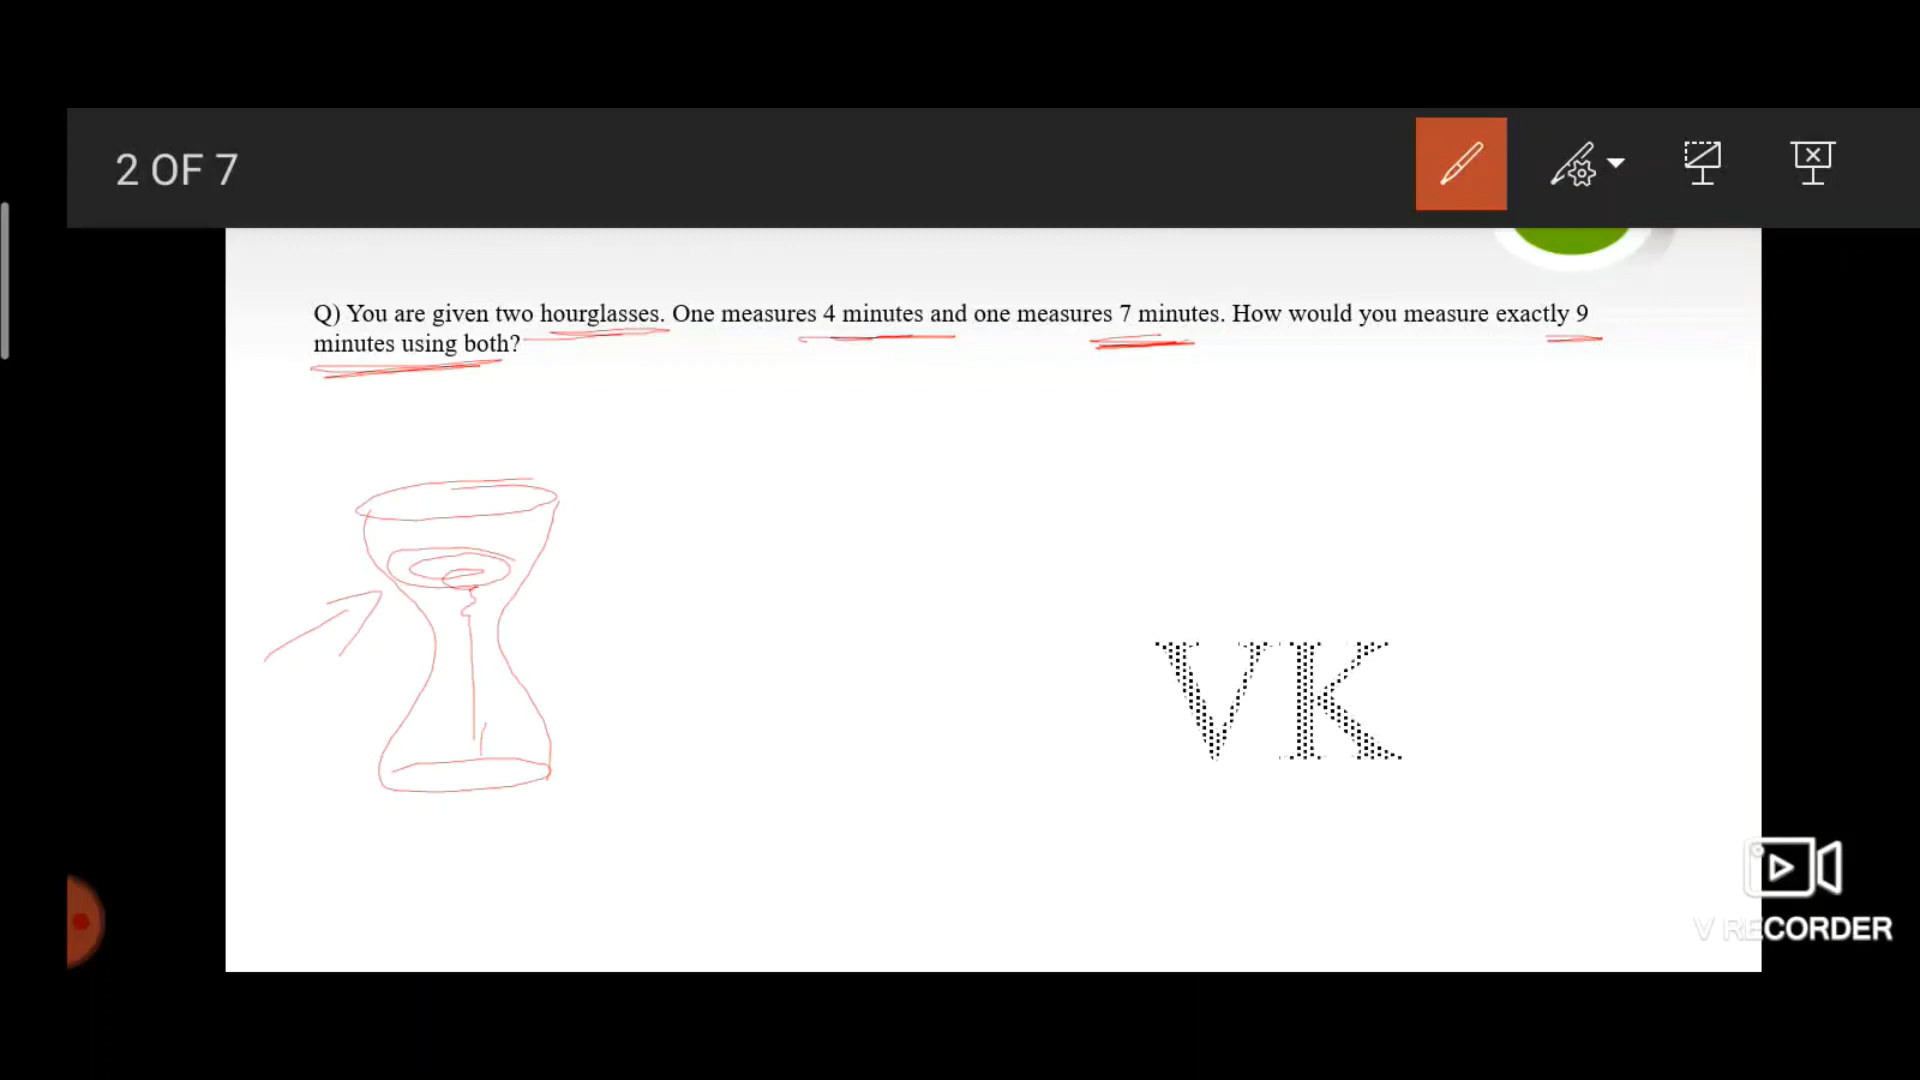 2 OF 7
Q) You are given two hourglasses. One measures 4 minutes and one measures 7 minutes. How would you measure exactly 9
minutes using both?
VK
V RECORDER